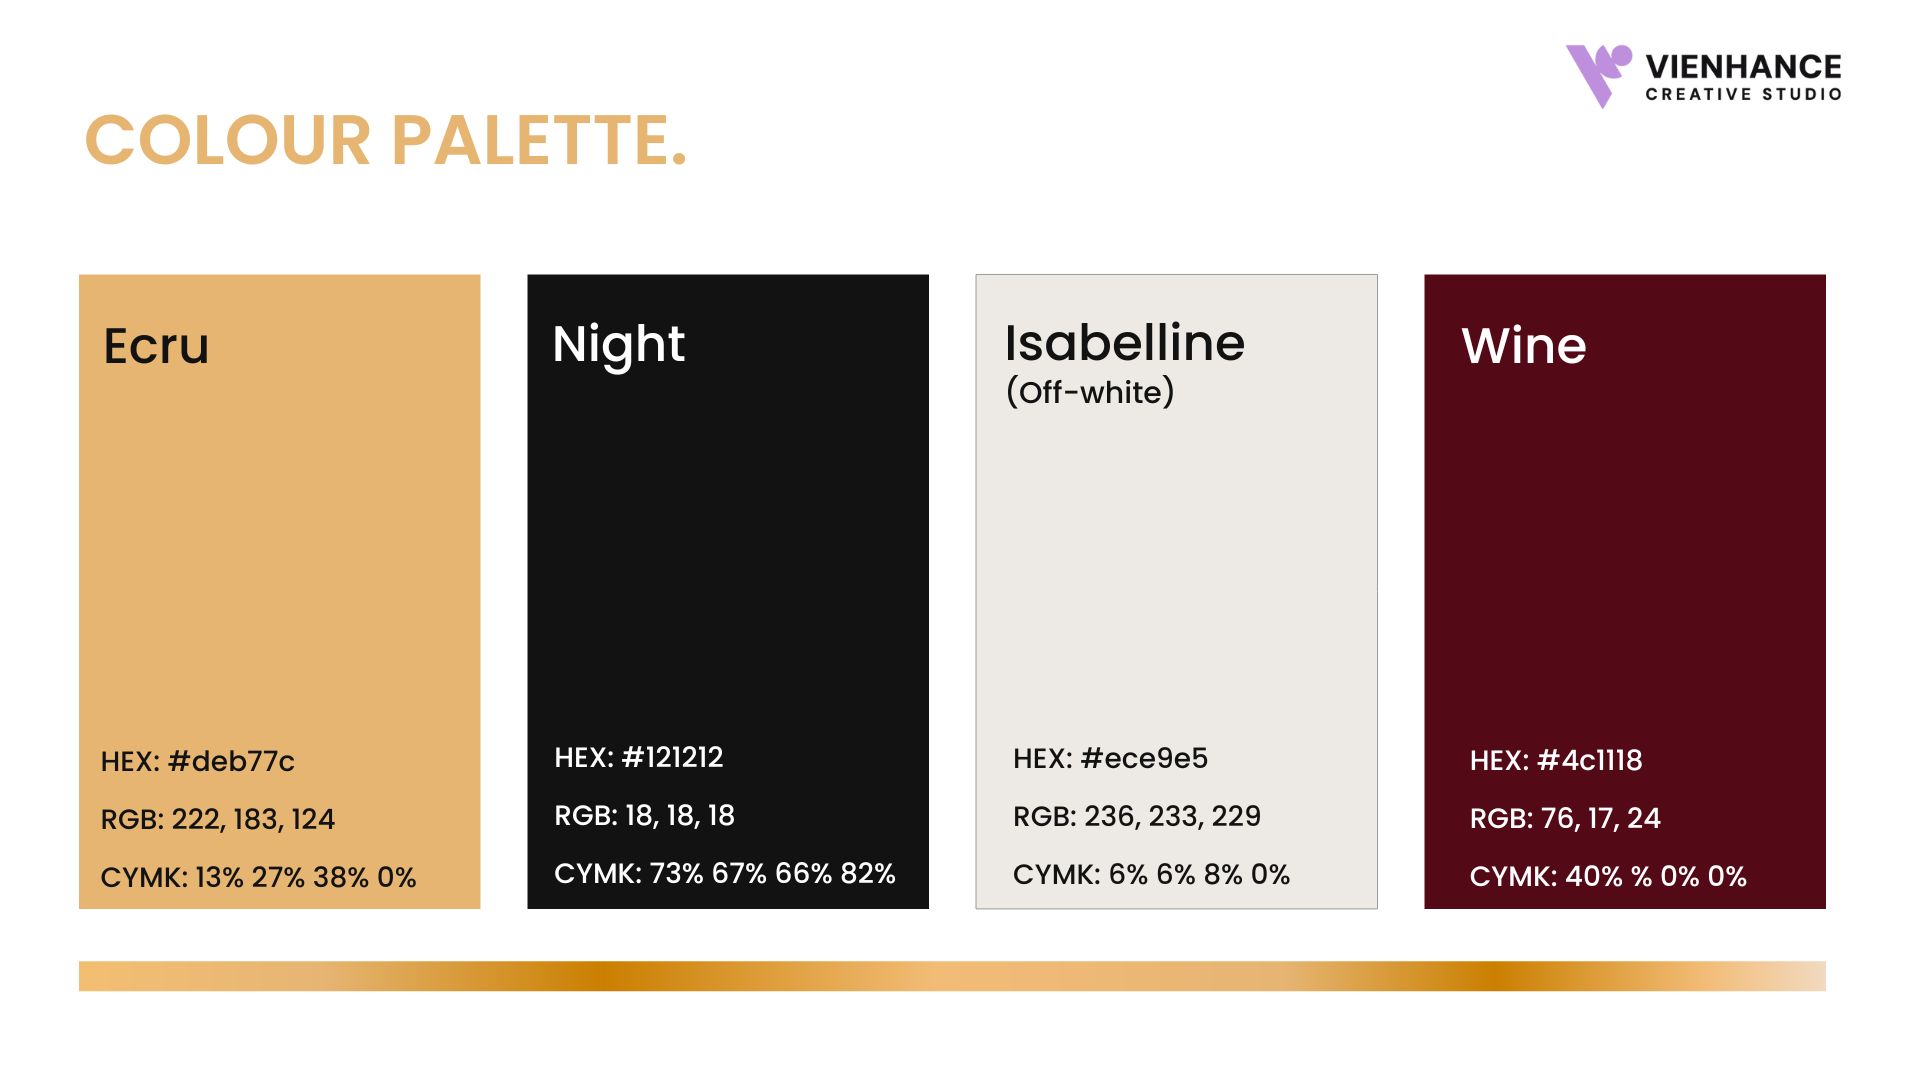 VIENHANCE
CREATIVE STUDIO
COLOUR PALETTE.
Ecru
HEX: #deb77c
RGB: 222, 183, 124
CYMK: 13% 27% 38% 0%
Night
HEX: #121212
RGB: 18, 18, 18
CYMK: 73% 67% 66% 82%
Isabelline
(Off-white)
HEX: #ece9e5
RGB: 236, 233, 229
CYMK: 6% 6% 8% 0%
Wine
HEX: #4c1118
RGB: 76, 17, 24
CYMK: 40% % 0% 0%